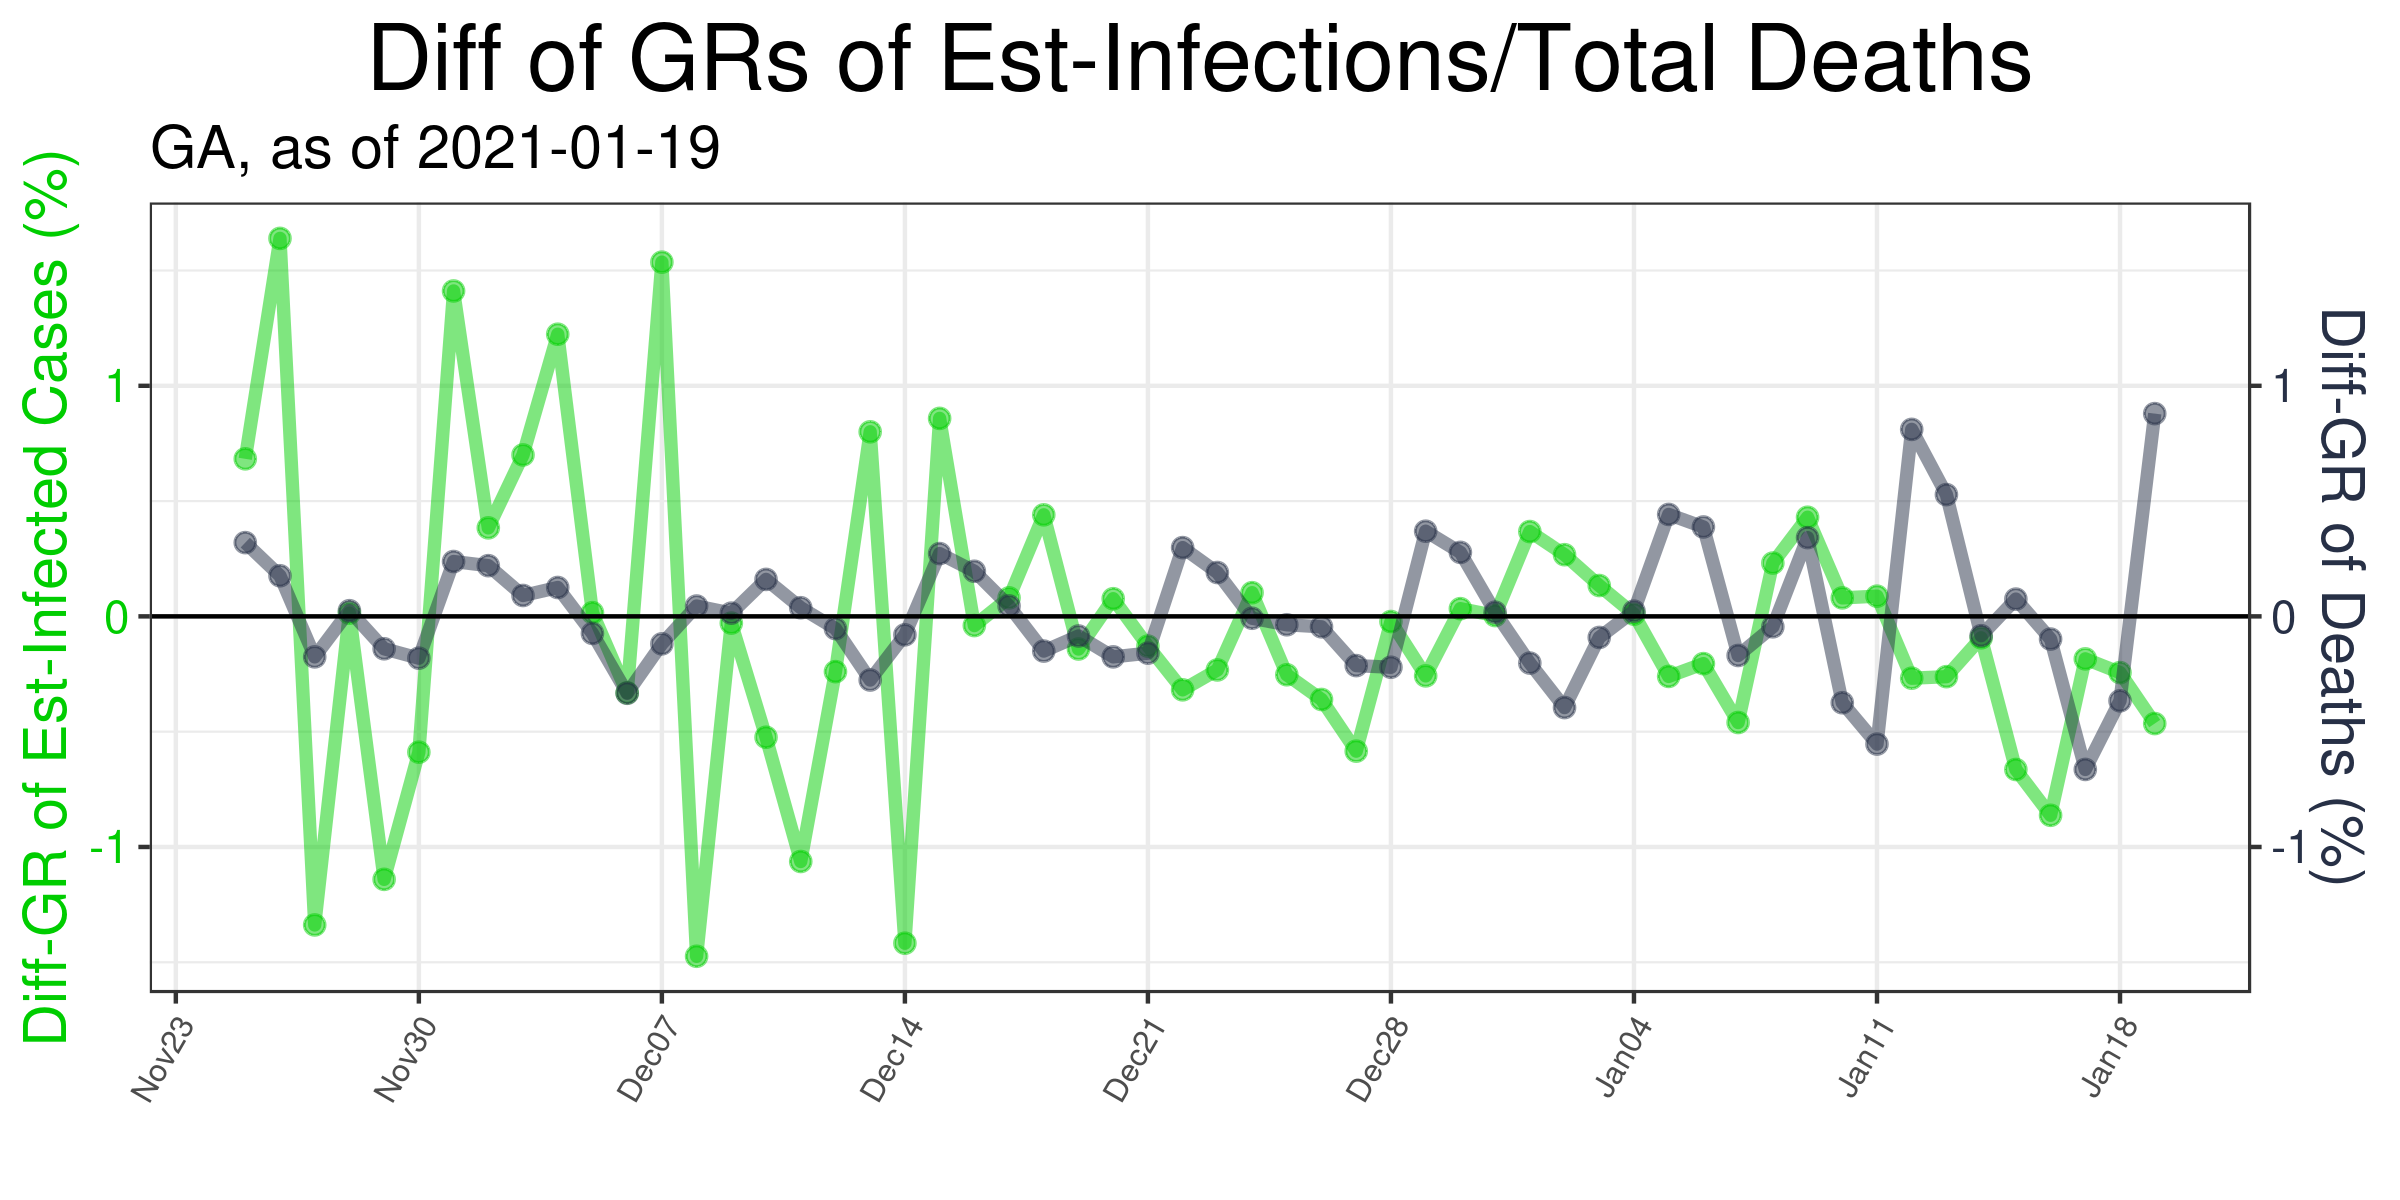 Diff of GRs of Est-Infections/Total Deaths
GA, as of 2021-01-19
Diff-GR of Est-Infected Cases (%)
1
0
-1
1
0
-1
Diff-GR of Deaths (%)
Nov23
Nov30
Dec07
Dec14
Dec21
Dec28
Jan04
Jan11
Jan18